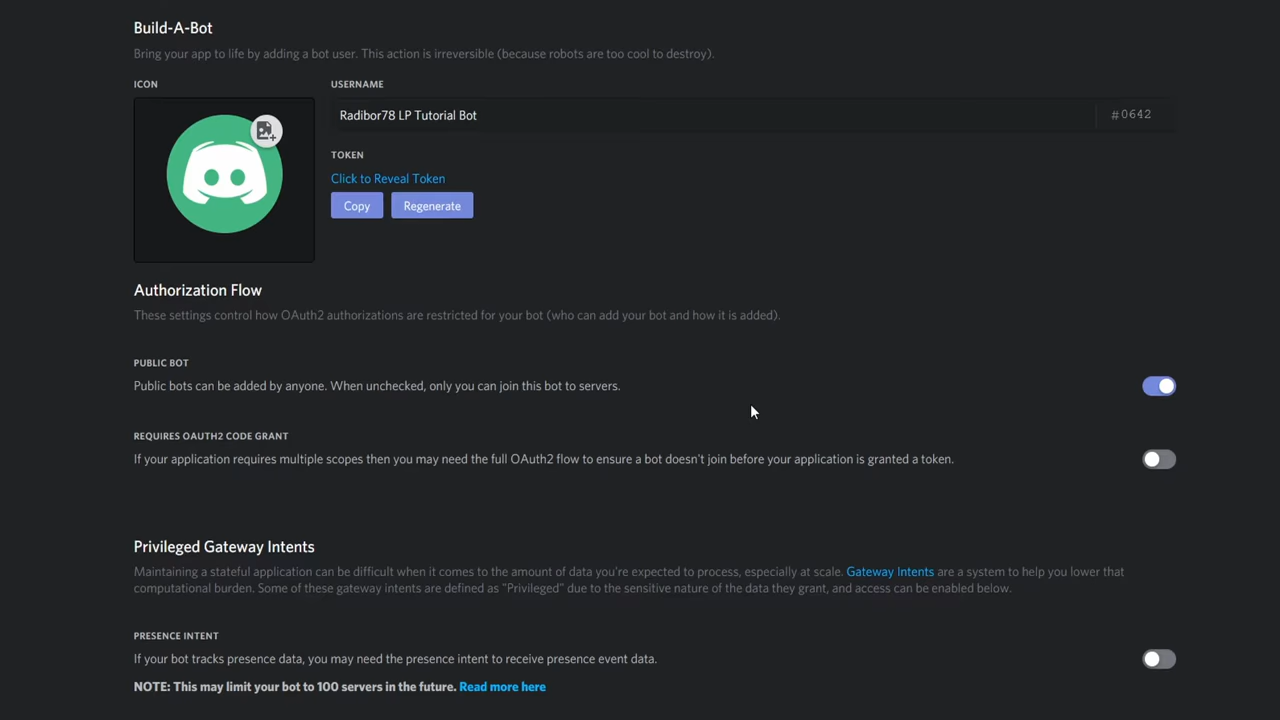 Build-A-Bot
Bring your app to life by adding a bot user. This action is irreversible (because robots are too cool to destroy).
ICON
USERNAME
Radibor78 LP Tutorial Bot
#0642
TOKEN
Click to Reveal Token
Copy
Regenerate
Authorization Flow
These settings control how OAuth2 authorizations are restricted for your bot (who can add your bot and how it is added).
PUBLIC BOT
Public bots can be added by anyone. When unchecked, only you can join this bot to servers.
REQUIRES OAUTH2 CODE GRANT
If your application requires multiple scopes then you may need the full OAuth2 flow to ensure a bot doesn't join before your application is granted a token.
Privileged Gateway Intents
Maintaining a stateful application can be difficult when it comes to the amount of data you're expected to process, especially at scale. Gateway Intents are a system to help you lower that
computational burden. Some of these gateway intents are defined as "Privileged" due to the sensitive nature of the data they grant, and access can be enabled below.
PRESENCE INTENT
If your bot tracks presence data, you may need the presence intent to receive presence event data.
NOTE: This may limit your bot to 100 servers in the future. Read more here